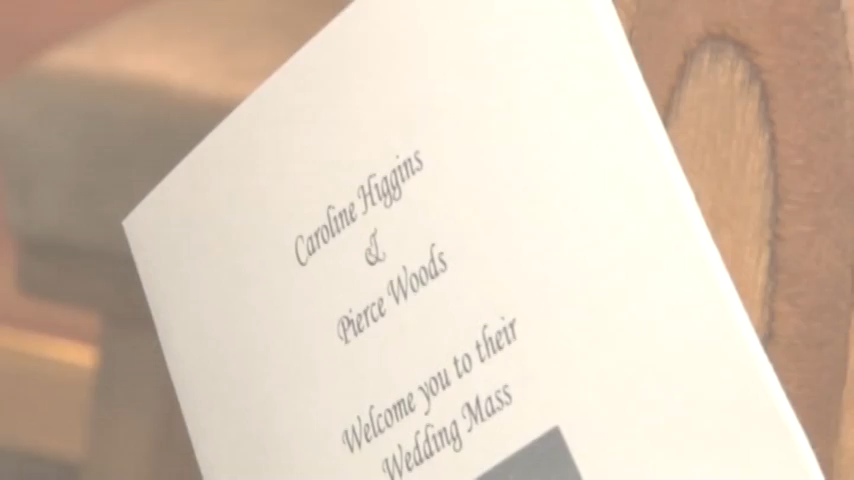 Caroline Higgins
&
Pierce Woods
Welcome you to their
Wedding Mass